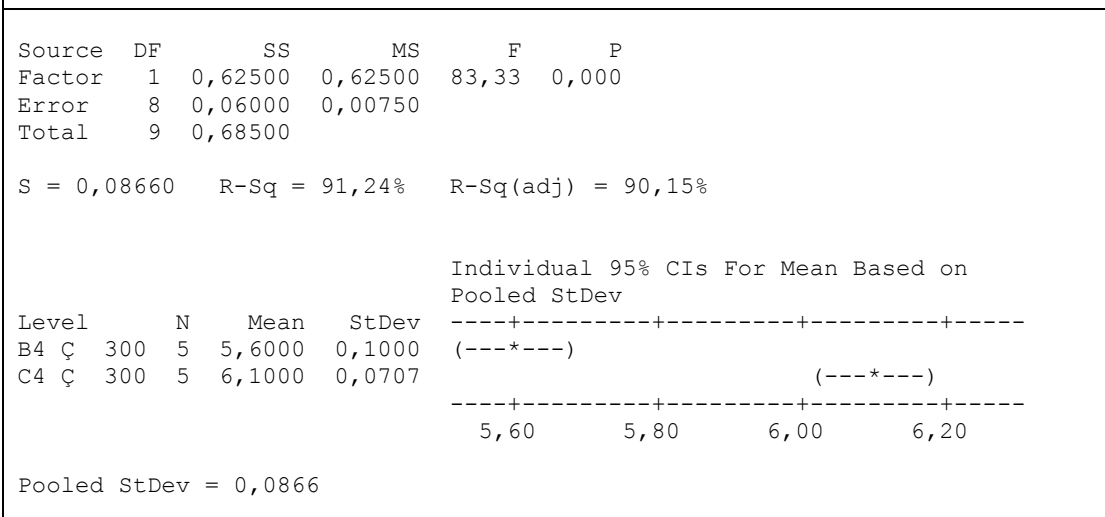 Source  DF       SS       MS      F      P
Factor   1  0,62500  0,62500  83,33  0,000
Error    8  0,06000  0,00750
Total    9  0,68500
S = 0,08660   R-Sq = 91,24%   R-Sq(adj) = 90,15%
Individual 95% CIs For Mean Based on
Pooled StDev
Level     N    Mean   StDev  ----+---------+---------+---------+-----
B4 Ç  300  5  5,6000  0,1000  (---*---)
C4 Ç  300  5  6,1000  0,0707                          (---*---)
----+---------+---------+---------+-----
5,60      5,80      6,00      6,20
Pooled StDev = 0,0866